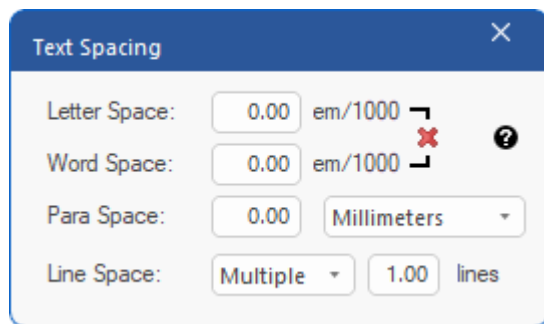 Text Spacing
Letter Space: 0.00 em/1000
Word Space: 0.00 em/1000
Para Space: 0.00 Millimeters
Line Space: Multiple 1.00 lines